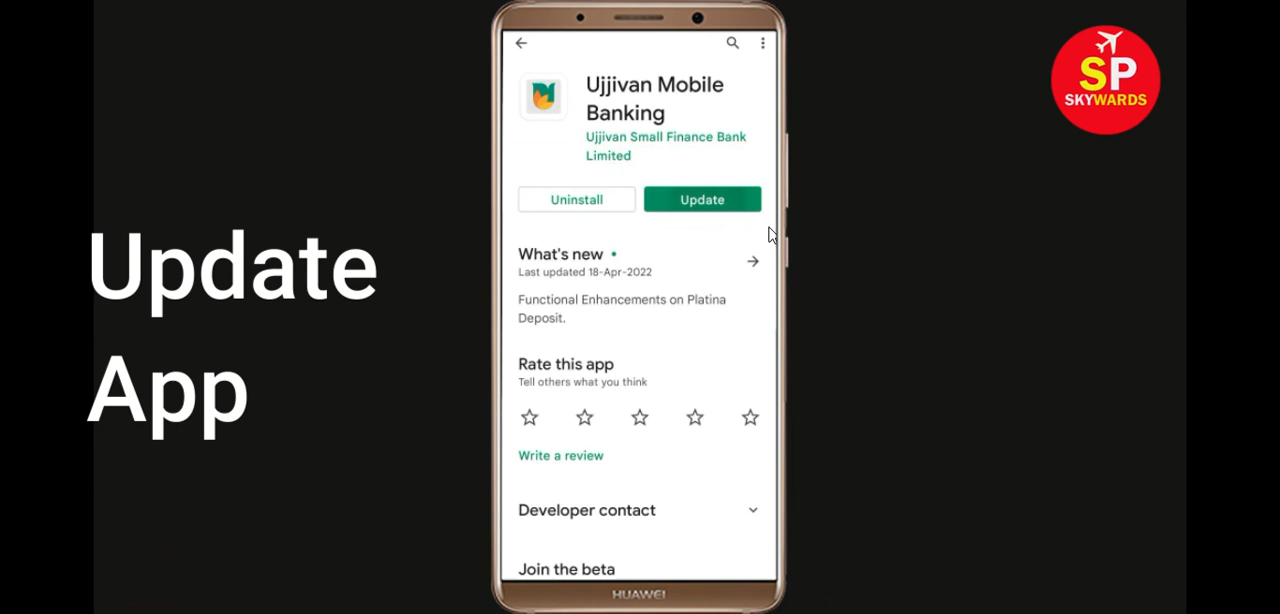 SP
SKYWARDS
Ujjivan Mobile
Banking
Ujjivan Small Finance Bank
Limited
Uninstall
Update
Update
App
What's new
Last updated 18-Apr-2022
Functional Enhancements on Platina
Deposit.
Rate this app
Tell others what you think
Write a review
Developer contact
Join the beta
HUAWEI